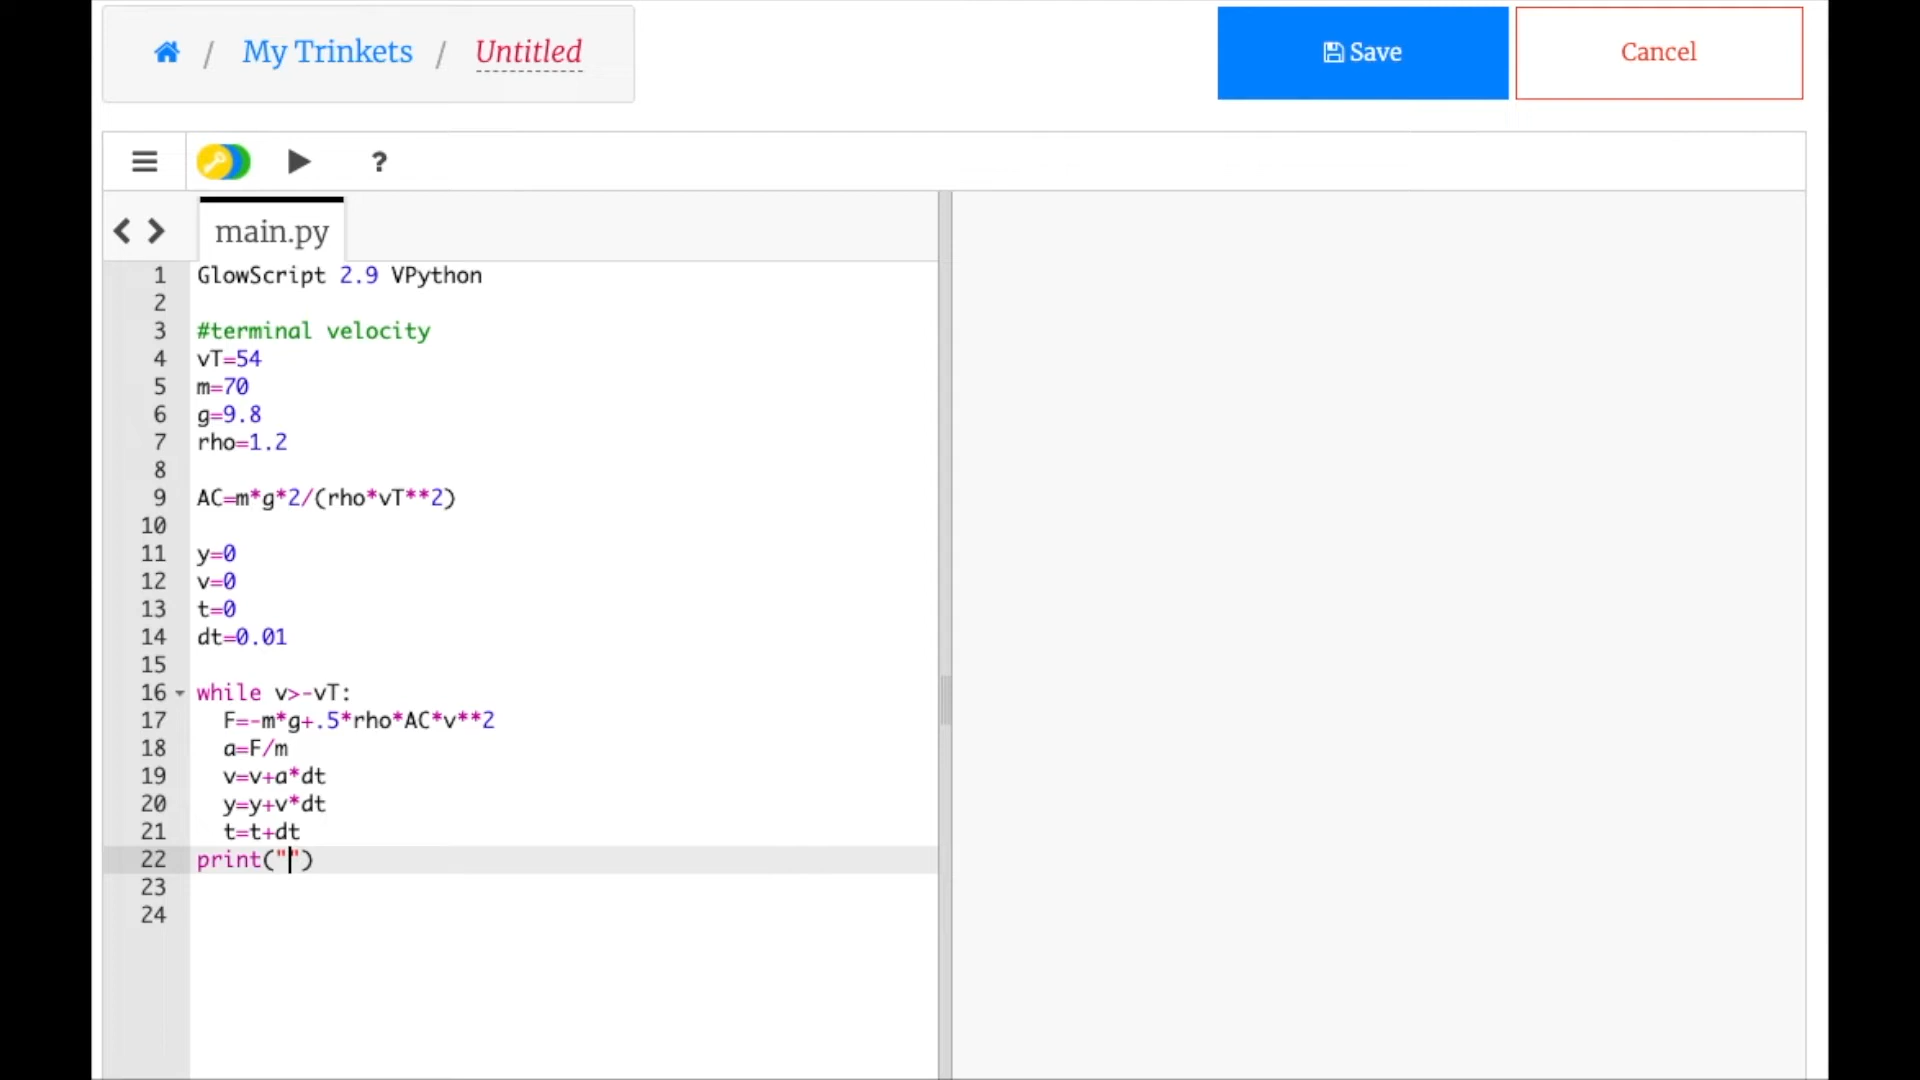 / My Trinkets / Untitled
Save
Cancel
?
main.py
1 GlowScript 2.9 VPython
2
3 #terminal velocity
4 vT=54
5 m=70
6 g=9.8
7 rho=1.2
8
9 AC=m*g*2/(rho*vT**2)
10
11 y=0
12 v=0
13 t=0
14 dt=0.01
15
16 while v>-vT:
17 F=-m*g+.5*rho*AC*v**2
18 a=F/m
19 v=v+a*dt
20 y=y+v*dt
21 t=t+dt
22 print("")
23
24